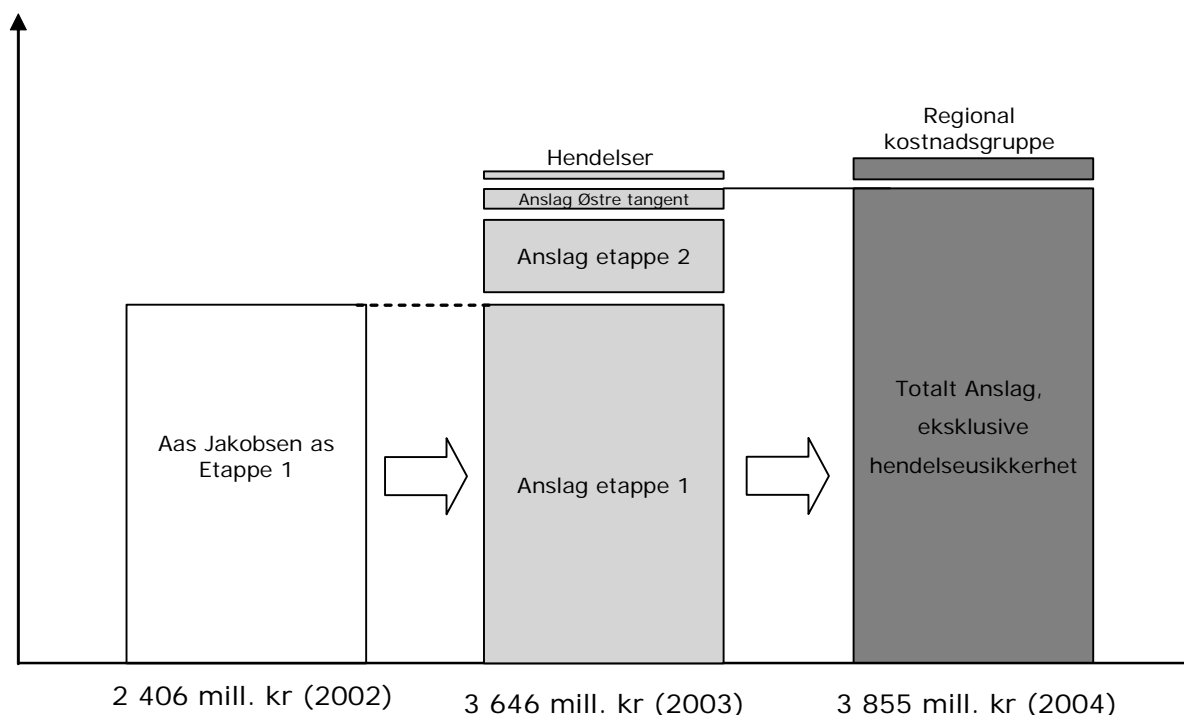 Regional
kostnadsgruppe
Hendelser
Anslag Østre tangent
Anslag etappe 2
Aas Jakobsen as
Etappe 1
Anslag etappe 1
Totalt Anslag,
eksklusive
hendelseusikkerhet
2 406 mill. kr (2002)
3 646 mill. kr (2003)
3 855 mill. kr (2004)